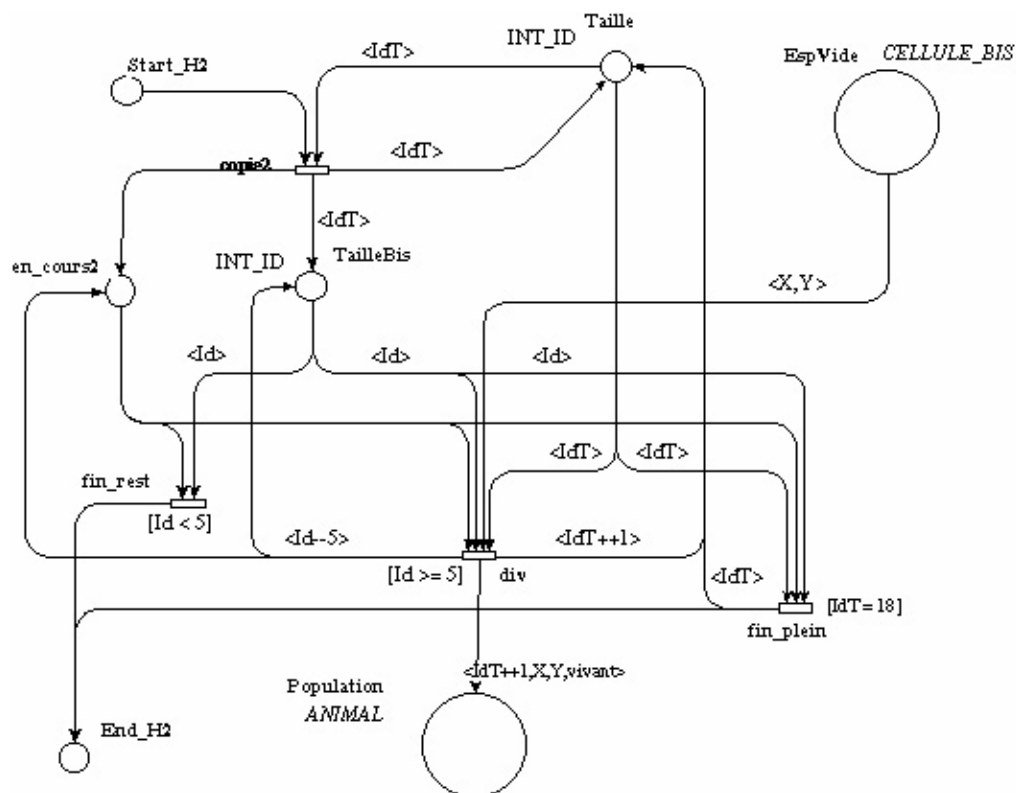 Taille
INT_ID
<IdT>
EspVide CELLULE_BIS
Start_H2
<IdT>
copie2
<IdT>
TailleBis
INT_ID
en_cours2
<X,Y>
<Id>
<Id>
<Id>
<IdT>
<IdT>
fin_rest
[Id < 5]
<Id--5>
<IdT++1>
[Id >= 5]
div
<IdT>
[IdT=18]
fin_plein
<IdT++1,X,Y,vivant>
Population
ANIMAL
End_H2